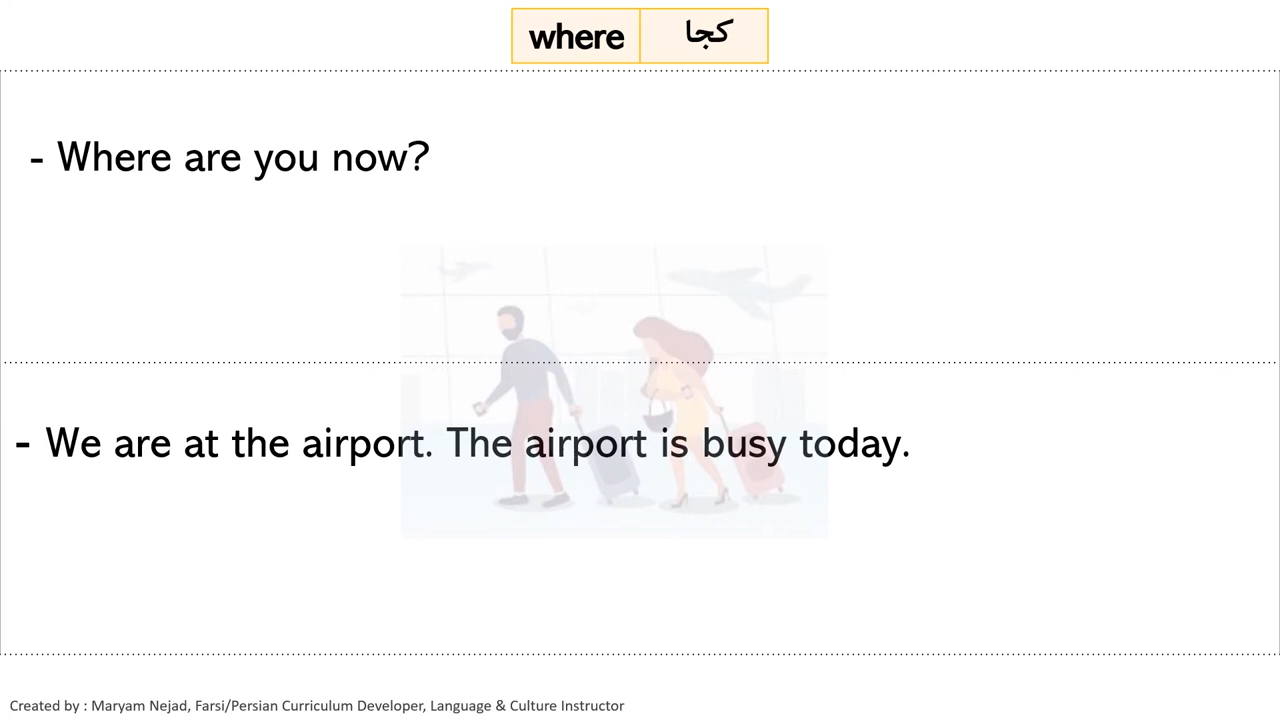 where کجا
- Where are you now?
- We are at the airport. The airport is busy today.
Created by : Maryam Nejad, Farsi/Persian Curriculum Developer, Language & Culture Instructor